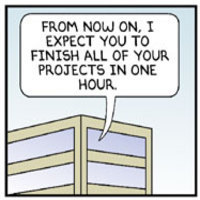 FROM NOW ON, I
EXPECT YOU TO
FINISH ALL OF YOUR
PROJECTS IN ONE
HOUR.